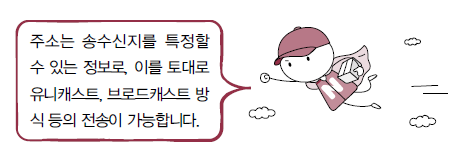 주소는 송수신지를 특정할
수 있는 정보로, 이를 토대로
유니캐스트, 브로드캐스트 방
식 등의 전송이 가능합니다.
N